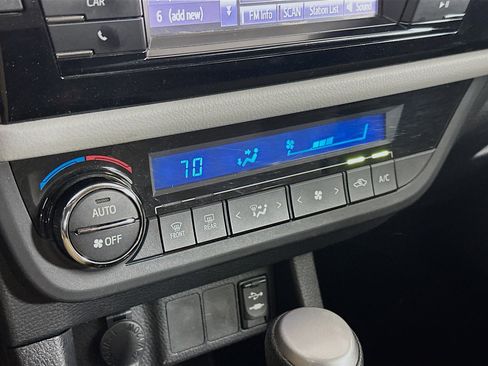 CAR
6 (add new)
FM Info SCAN Station List Sound
70
AUTO
OFF
FRONT REAR A/C